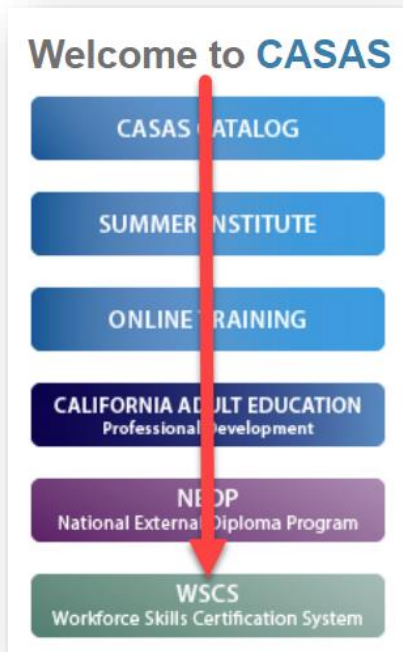 Welcome to CASAS
CASAS CATALOG
SUMMER INSTITUTE
ONLINE TRAINING
CALIFORNIA ADULT EDUCATION
Professional Development
NEDP
National External Diploma Program
WSCS
Workforce Skills Certification System